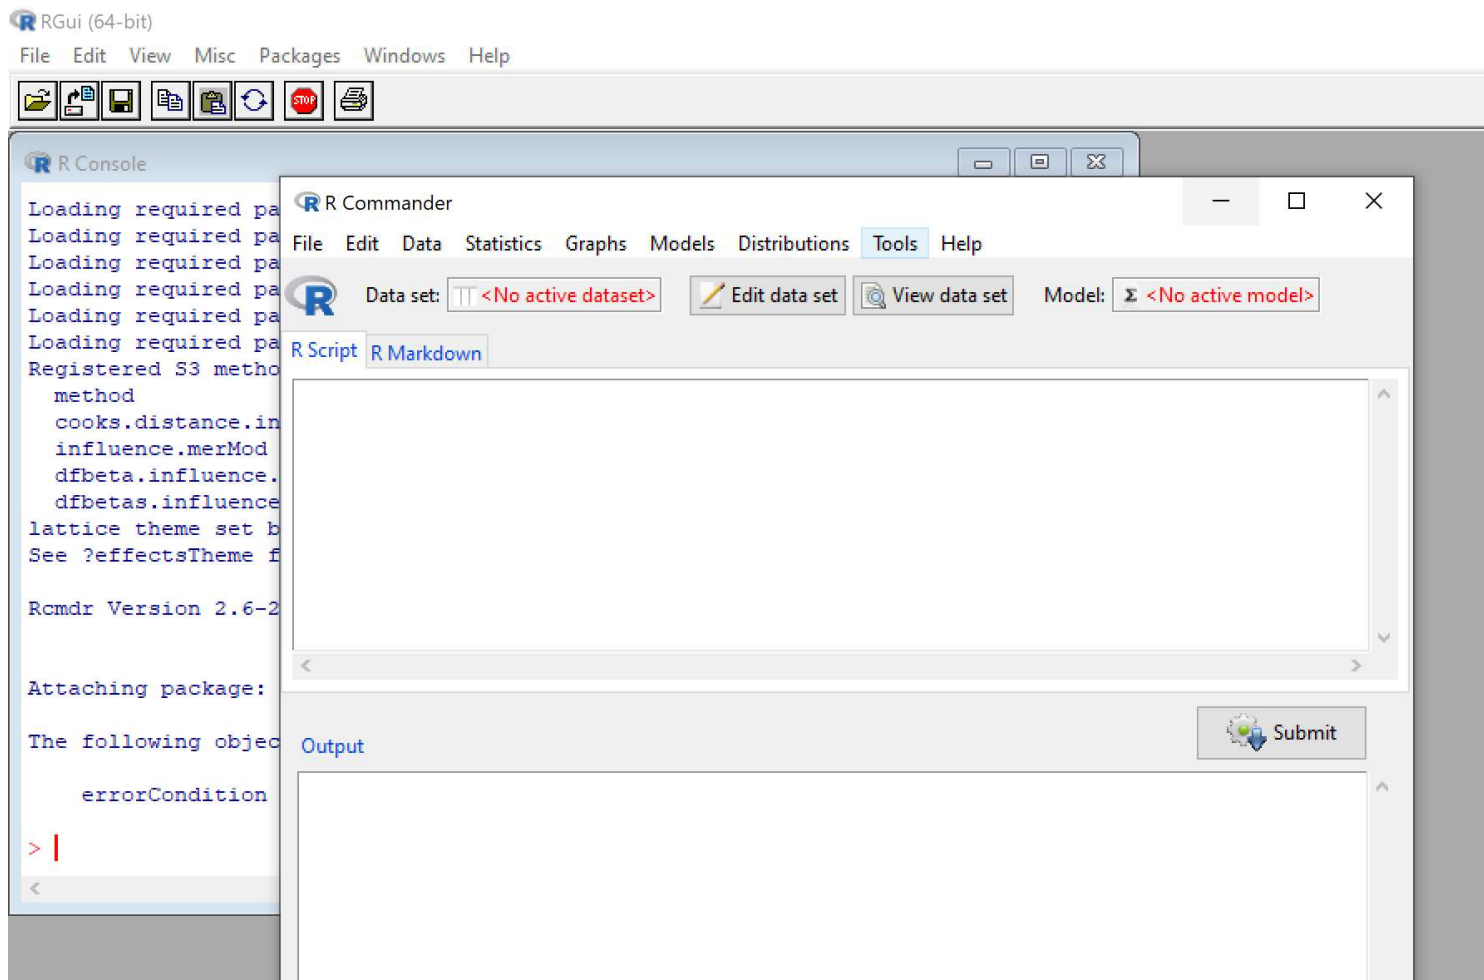 RGui (64-bit)
File Edit View Misc Packages Windows Help
STOP
R Console
Loading required pa
Loading required pa
Loading required pa
Loading required pa
Loading required pa
Loading required pa
Registered S3 metho
method
cooks.distance.in
influence.merMod
dfbeta.influence.
dfbetas.influence
lattice theme set b
See ?effectsTheme f
Rcmdr Version 2.6-2
Attaching package:
The following objec
errorCondition
>
R Commander
File Edit Data Statistics Graphs Models Distributions Tools Help
Data set: <No active dataset> Edit data set View data set Model: Σ <No active model>
R Script R Markdown
Submit
Output